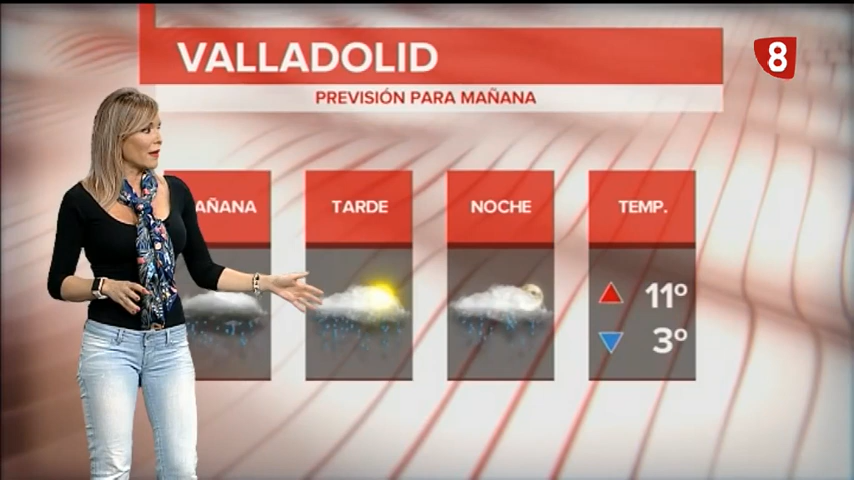 VALLADOLID
8
PREVISIÓN PARA MAÑANA
AÑANA
TARDE
NOCHE
TEMP.
11º
3º